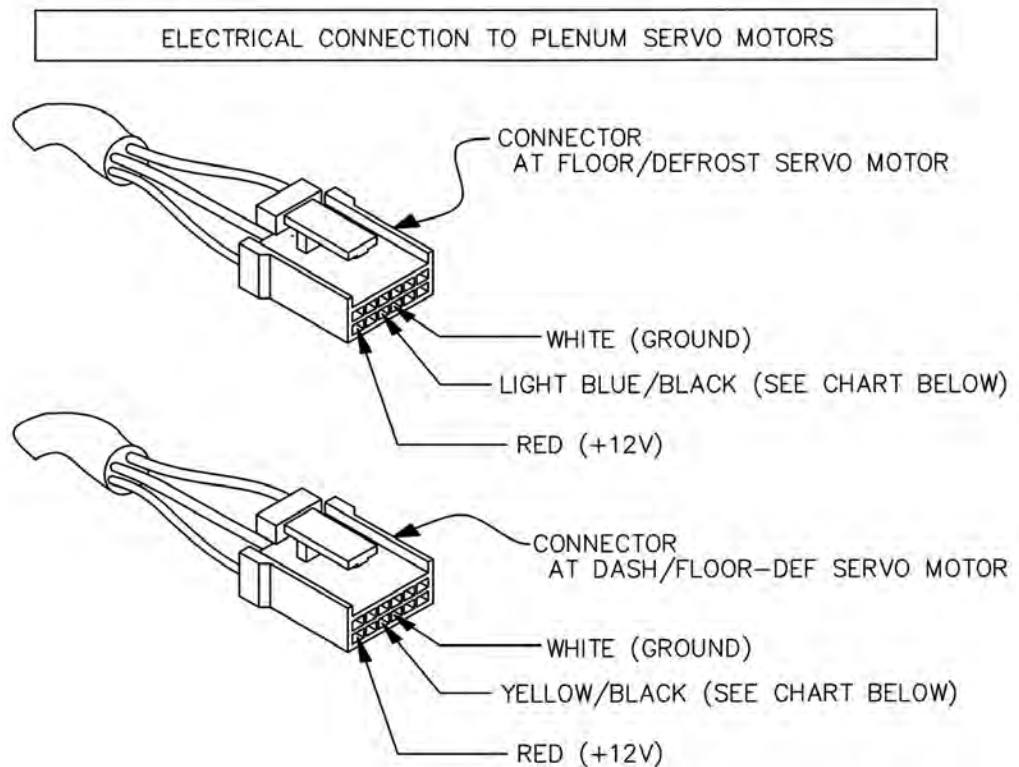 ELECTRICAL CONNECTION TO PLENUM SERVO MOTORS
CONNECTOR
AT FLOOR/DEFROST SERVO MOTOR
WHITE (GROUND)
LIGHT BLUE/BLACK (SEE CHART BELOW)
RED (+12V)
CONNECTOR
AT DASH/FLOOR-DEF SERVO MOTOR
WHITE (GROUND)
YELLOW/BLACK (SEE CHART BELOW)
RED (+12V)